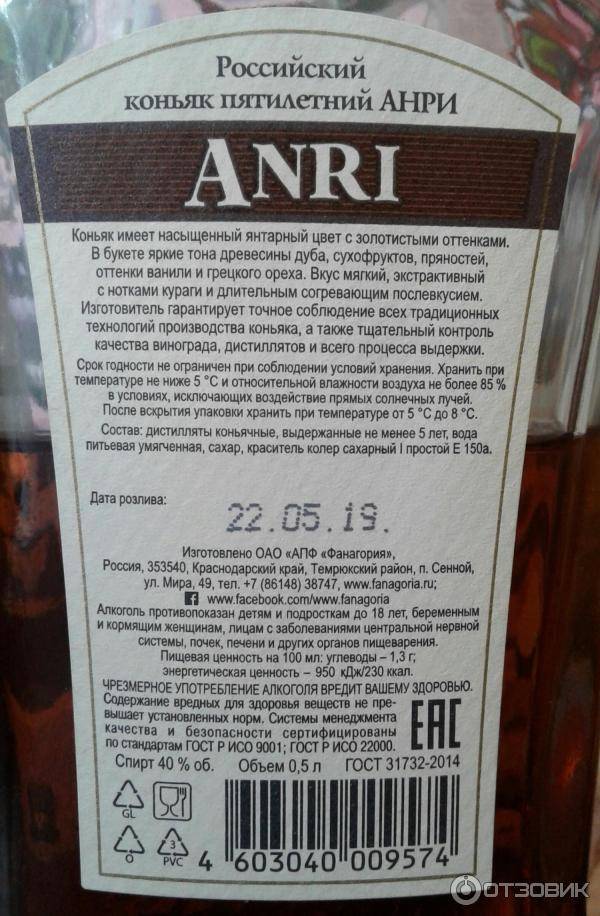 Российский
коньяк пятилетний АНРИ
ANRI
Коньяк имеет насыщенный янтарный цвет с золотистыми оттенками.
В букете яркие тона древесины дуба, сухофруктов, пряностей,
оттенки ванили и грецкого ореха. Вкус мягкий, экстрактивный
с нотками кураги и длительным согревающим послевкусием.
Изготовитель гарантирует точное соблюдение всех традиционных
технологий производства коньяка, а также тщательный контроль
качества винограда, дистиллятов и всего процесса выдержки.
Срок годности не ограничен при соблюдении условий хранения. Хранить при
температуре не ниже 5 °С и относительной влажности воздуха не более 85 %
в условиях, исключающих воздействие прямых солнечных лучей.
После вскрытия упаковки хранить при температуре от 5 °С до 8 °С.
Состав: дистилляты коньячные, выдержанные не менее 5 лет, вода
питьевая умягченная, сахар, краситель колер сахарный I простой Е 150а.
Дата розлива:
22.05.19.
Изготовлено ОАО «АПФ «Фанагория»,
Россия, 353540, Краснодарский край, Темрюкский район, п. Сенной,
ул. Мира, 49, тел. +7 (86148) 38747, www.fanagoria.ru;
f www.facebook.com/www.fanagoria
Алкоголь противопоказан детям и подросткам до 18 лет, беременным
и кормящим женщинам, лицам с заболеваниями центральной нервной
системы, почек, печени и других органов пищеварения.
Пищевая ценность на 100 мл: углеводы – 1,3 г;
энергетическая ценность – 950 кДж/230 ккал.
ЧРЕЗМЕРНОЕ УПОТРЕБЛЕНИЕ АЛКОГОЛЯ ВРЕДИТ ВАШЕМУ ЗДОРОВЬЮ.
Содержание вредных для здоровья веществ не пре-
вышает установленных норм. Системы менеджмента
качества и безопасности сертифицированы
по стандартам ГОСТ Р ИСО 9001; ГОСТ Р ИСО 22000.
EAC
Спирт 40 % об. Объем 0,5 л ГОСТ 31732-2014
GL
O
3
PVC
4 603040 009574
ОТЗОВИК